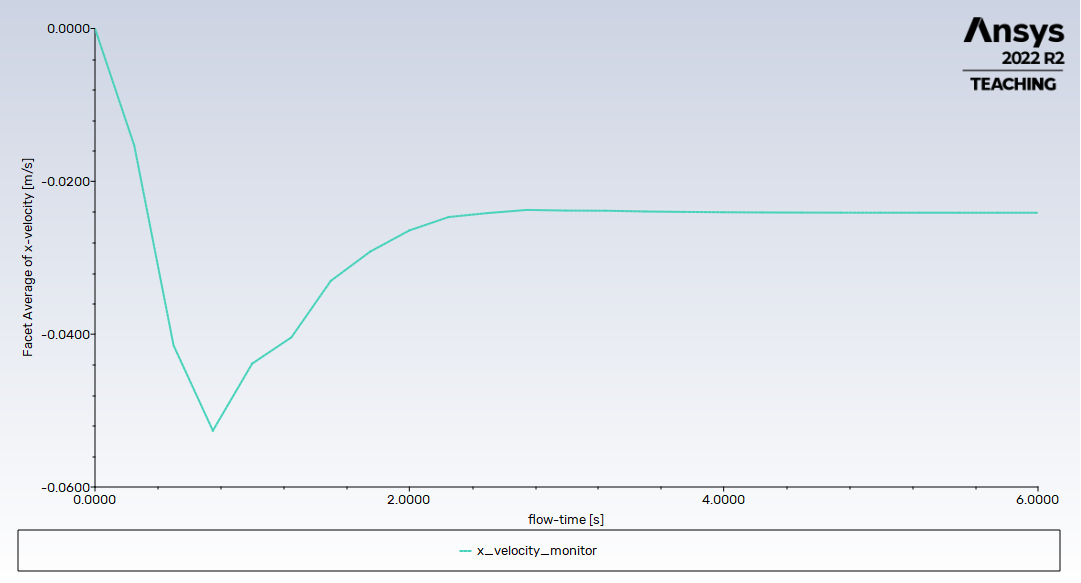 Ansys
2022 R2
TEACHING
0.0000
-0.0200
-0.0400
-0.0600
Facet Average of x-velocity [m/s]
0.0000 2.0000 4.0000 6.0000
flow-time [s]
x_velocity_monitor